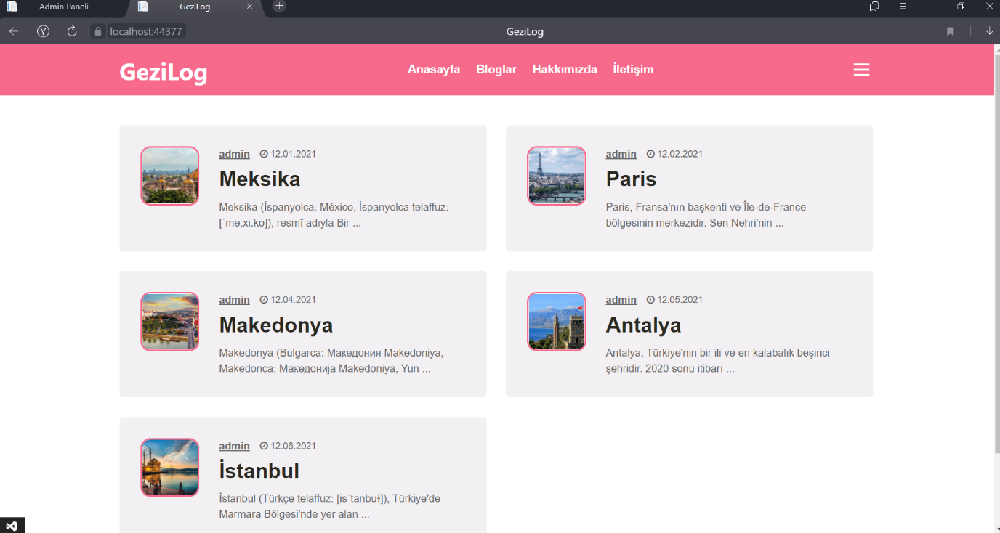 Admin Paneli
GeziLog
localhost:44377
GeziLog
GeziLog
Anasayfa Bloglar Hakkımızda İletişim
admin 12.01.2021
Meksika
Meksika (İspanyolca: México, İspanyolca telaffuz:
[ˈme.xi.ko]), resmî adıyla Bir ...
admin 12.02.2021
Paris
Paris, Fransa'nın başkenti ve Île-de-France
bölgesinin merkezidir. Sen Nehri'nin ...
admin 12.04.2021
Makedonya
Makedonya (Bulgarca: Македония Makedoniya,
Makedonca: Македонија Makedoniya, Yun ...
admin 12.05.2021
Antalya
Antalya, Türkiye'nin bir ili ve en kalabalık beşinci
şehridir. 2020 sonu itibarı ...
admin 12.06.2021
İstanbul
İstanbul (Türkçe telaffuz: [isˈtanbuɫ]), Türkiye'de
Marmara Bölgesi'nde yer alan ...